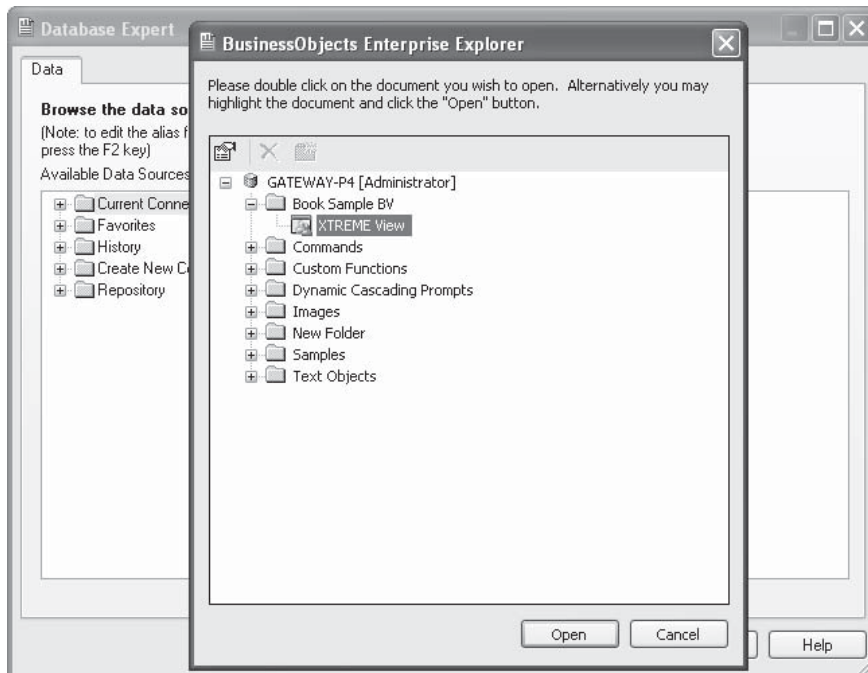 Database Expert
BusinessObjects Enterprise Explorer
Data
Please double click on the document you wish to open. Alternatively you may
highlight the document and click the "Open" button.
Browse the data so
(Note: to edit the alias f
press the F2 key)
Available Data Sources
Current Conne
Favorites
History
Create New C
Repository
GATEWAY-P4 [Administrator]
Book Sample BV
XTREME View
Commands
Custom Functions
Dynamic Cascading Prompts
Images
New Folder
Samples
Text Objects
Open
Cancel
Help